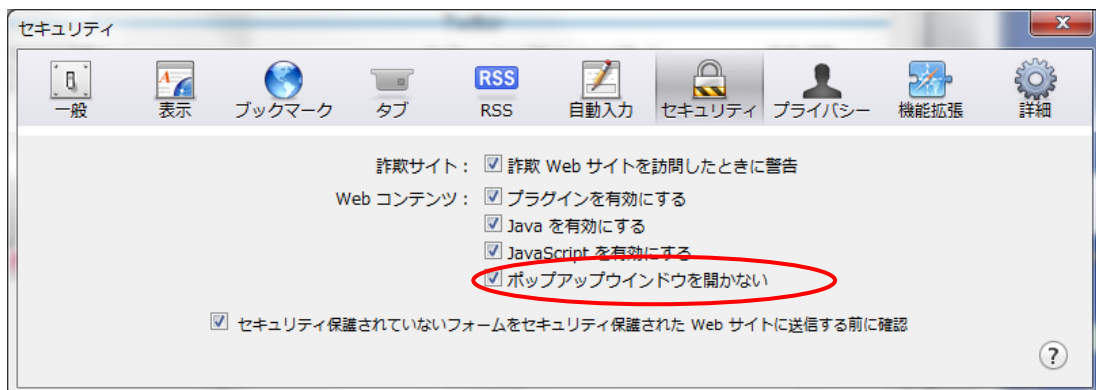 セキュリティ
一般 表示 ブックマーク タブ RSS RSS 自動入力 セキュリティ プライバシー 機能拡張 詳細
詐欺サイト： 詐欺 Web サイトを訪問したときに警告
Web コンテンツ： プラグインを有効にする
Java を有効にする
JavaScript を有効にする
ポップアップウインドウを開かない
セキュリティ保護されていないフォームをセキュリティ保護された Web サイトに送信する前に確認
?